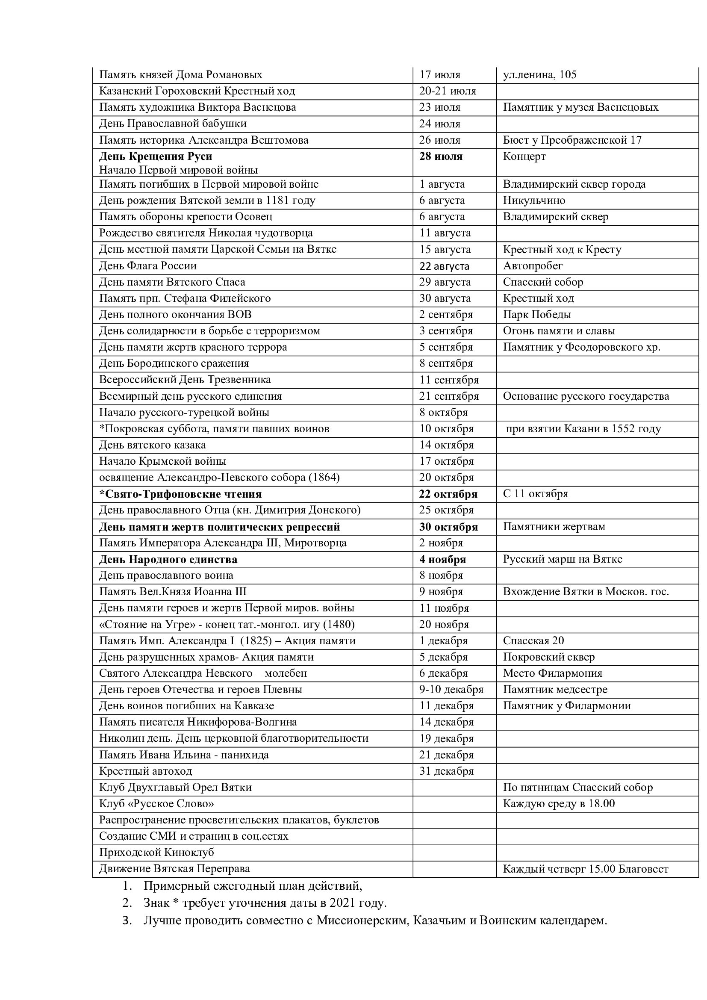 Память князей Дома Романовых 17 июля ул.ленина, 105
Казанский Гороховский Крестный ход 20-21 июля
Память художника Виктора Васнецова 23 июля Памятник у музея Васнецовых
День Православной бабушки 24 июля
Память историка Александра Вештомова 26 июля Бюст у Преображенской 17
День Крещения Руси 28 июля Концерт
Начало Первой мировой войны
Память погибших в Первой мировой войне 1 августа Владимирский сквер города
День рождения Вятской земли в 1181 году 6 августа Никульчино
Память обороны крепости Осовец 6 августа Владимирский сквер
Рождество святителя Николая чудотворца 11 августа
День местной памяти Царской Семьи на Вятке 15 августа Крестный ход к Кресту
День Флага России 22 августа Автопробег
День памяти Вятского Спаса 29 августа Спасский собор
Память прп. Стефана Филейского 30 августа Крестный ход
День полного окончания ВОВ 2 сентября Парк Победы
День солидарности в борьбе с терроризмом 3 сентября Огонь памяти и славы
День памяти жертв красного террора 5 сентября Памятник у Феодоровского хр.
День Бородинского сражения 8 сентября
Всероссийский День Трезвенника 11 сентября
Всемирный день русского единения 21 сентября Основание русского государства
Начало русского-турецкой войны 8 октября
*Покровская суббота, памяти павших воинов 10 октября при взятии Казани в 1552 году
День вятского казака 14 октября
Начало Крымской войны 17 октября
освящение Александро-Невского собора (1864) 20 октября
*Свято-Трифоновские чтения 22 октября С 11 октября
День православного Отца (кн. Димитрия Донского) 25 октября
День памяти жертв политических репрессий 30 октября Памятники жертвам
Память Императора Александра III, Миротворца 2 ноября
День Народного единства 4 ноября Русский марш на Вятке
День православного воина 8 ноября
Память Вел.Князя Иоанна III 9 ноября Вхождение Вятки в Москов. гос.
День памяти героев и жертв Первой миров. войны 11 ноября
«Стояние на Угре» - конец тат.-монгол. игу (1480) 20 ноября
Память Имп. Александра I (1825) – Акция памяти 1 декабря Спасская 20
День разрушенных храмов- Акция памяти 5 декабря Покровский сквер
Святого Александра Невского – молебен 6 декабря Место Филармония
День героев Отечества и героев Плевны 9-10 декабря Памятник медсестре
День воинов погибших на Кавказе 11 декабря Памятник у Филармонии
Память писателя Никифорова-Волгина 14 декабря
Николин день. День церковной благотворительности 19 декабря
Память Ивана Ильина - панихида 21 декабря
Крестный автоход 31 декабря
Клуб Двухглавый Орел Вятки По пятницам Спасский собор
Клуб «Русское Слово» Каждую среду в 18.00
Распространение просветительских плакатов, буклетов
Создание СМИ и страниц в соц.сетях
Приходской Киноклуб
Движение Вятская Переправа Каждый четверг 15.00 Благовест
1. Примерный ежегодный план действий,
2. Знак * требует уточнения даты в 2021 году.
3. Лучше проводить совместно с Миссионерским, Казачьим и Воинским календарем.